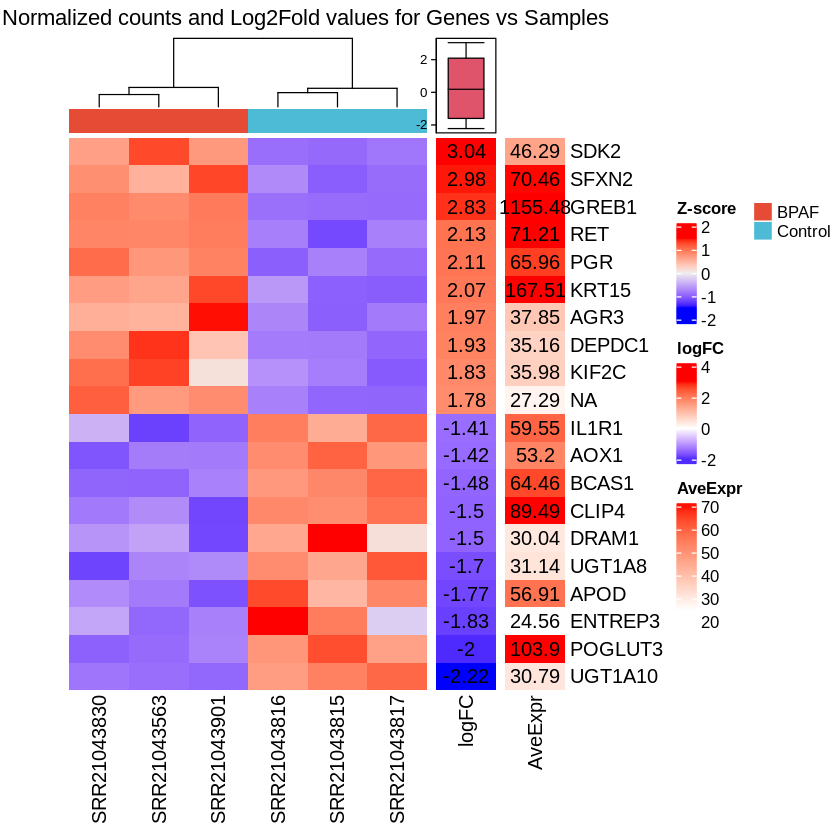 Normalized counts and Log2Fold values for Genes vs Samples
2
0
-2
3.04 46.29 SDK2
2.98 70.46 SFXN2
2.83 1155.48 GREB1
2.13 71.21 RET
2.11 65.96 PGR
2.07 167.51 KRT15
1.97 37.85 AGR3
1.93 35.16 DEPDC1
1.83 35.98 KIF2C
1.78 27.29 NA
-1.41 59.55 IL1R1
-1.42 53.2 AOX1
-1.48 64.46 BCAS1
-1.5 89.49 CLIP4
-1.5 30.04 DRAM1
-1.7 31.14 UGT1A8
-1.77 56.91 APOD
-1.83 24.56 ENTREP3
-2 103.9 POGLUT3
-2.22 30.79 UGT1A10
SRR21043830
SRR21043563
SRR21043901
SRR21043816
SRR21043815
SRR21043817
logFC
AveExpr
Z-score
2
1
0
-1
-2
logFC
4
2
0
-2
AveExpr
70
60
50
40
30
20
BPAF
Control